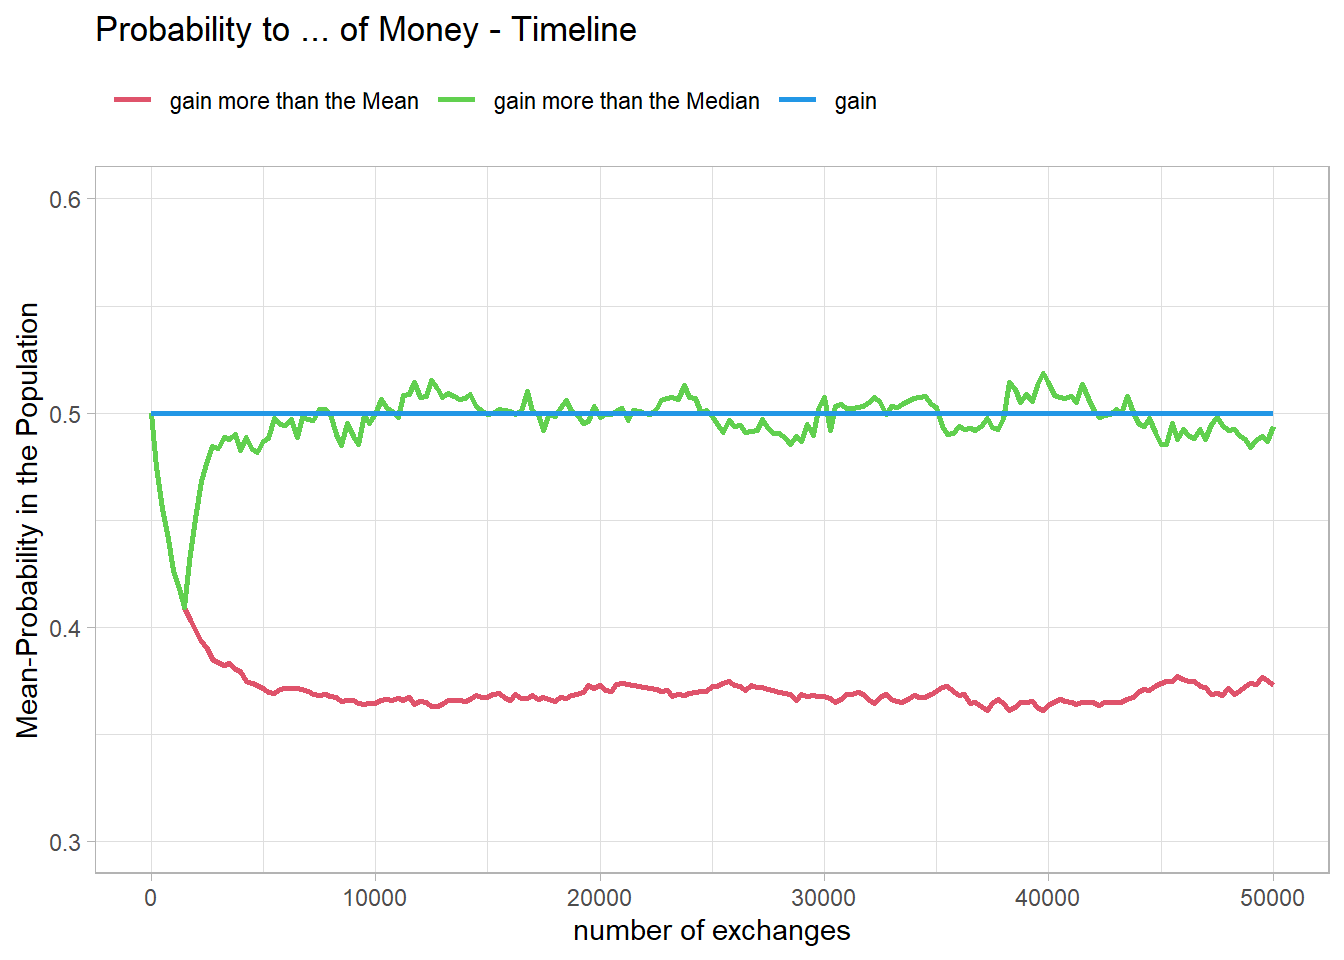 Probability to ... of Money - Timeline
gain more than the Mean gain more than the Median gain
Mean-Probability in the Population
0.6
0.5
0.4
0.3
0 10000 20000 30000 40000 50000
number of exchanges